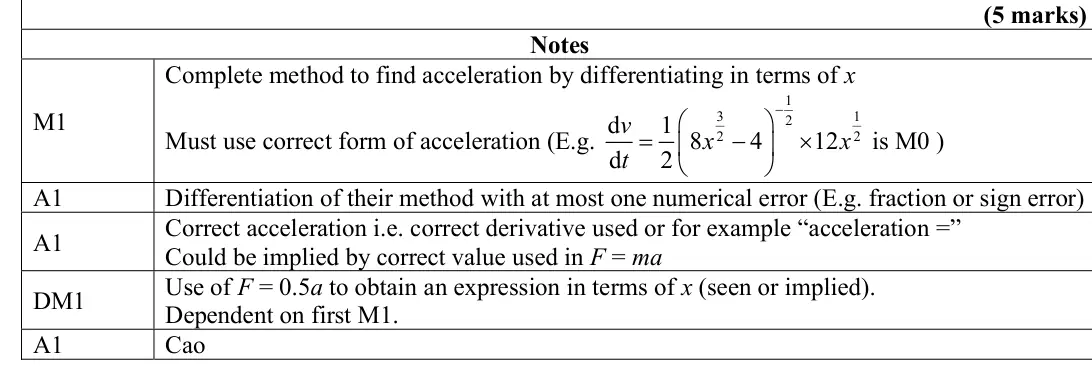 (5 marks)
Notes
M1
Complete method to find acceleration by differentiating in terms of x
Must use correct form of acceleration (E.g. dv/dt = 1/2 (8x^(3/2) − 4)^(−1/2) × 12x^(1/2) is M0 )
A1
Differentiation of their method with at most one numerical error (E.g. fraction or sign error)
A1
Correct acceleration i.e. correct derivative used or for example “acceleration =”
Could be implied by correct value used in F = ma
DM1
Use of F = 0.5a to obtain an expression in terms of x (seen or implied).
Dependent on first M1.
A1
Cao